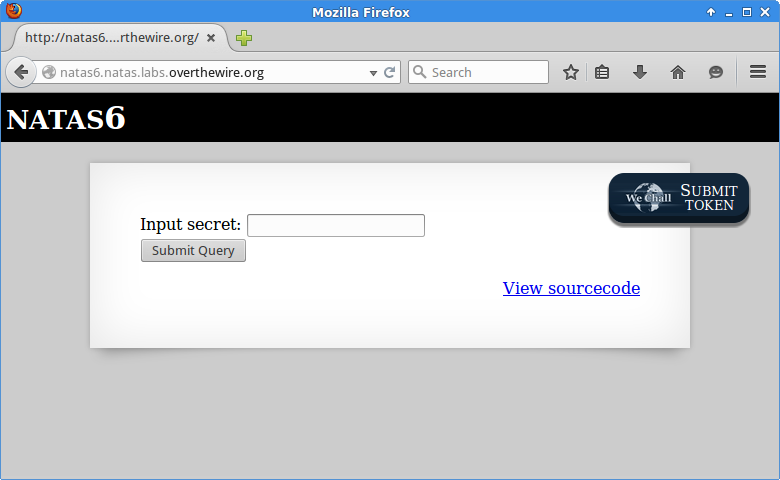 Mozilla Firefox
http://natas6....rthewire.org/
natas6.natas.labs.overthewire.org
Search
NATAS6
We Chall
SUBMIT
TOKEN
Input secret:
Submit Query
View sourcecode